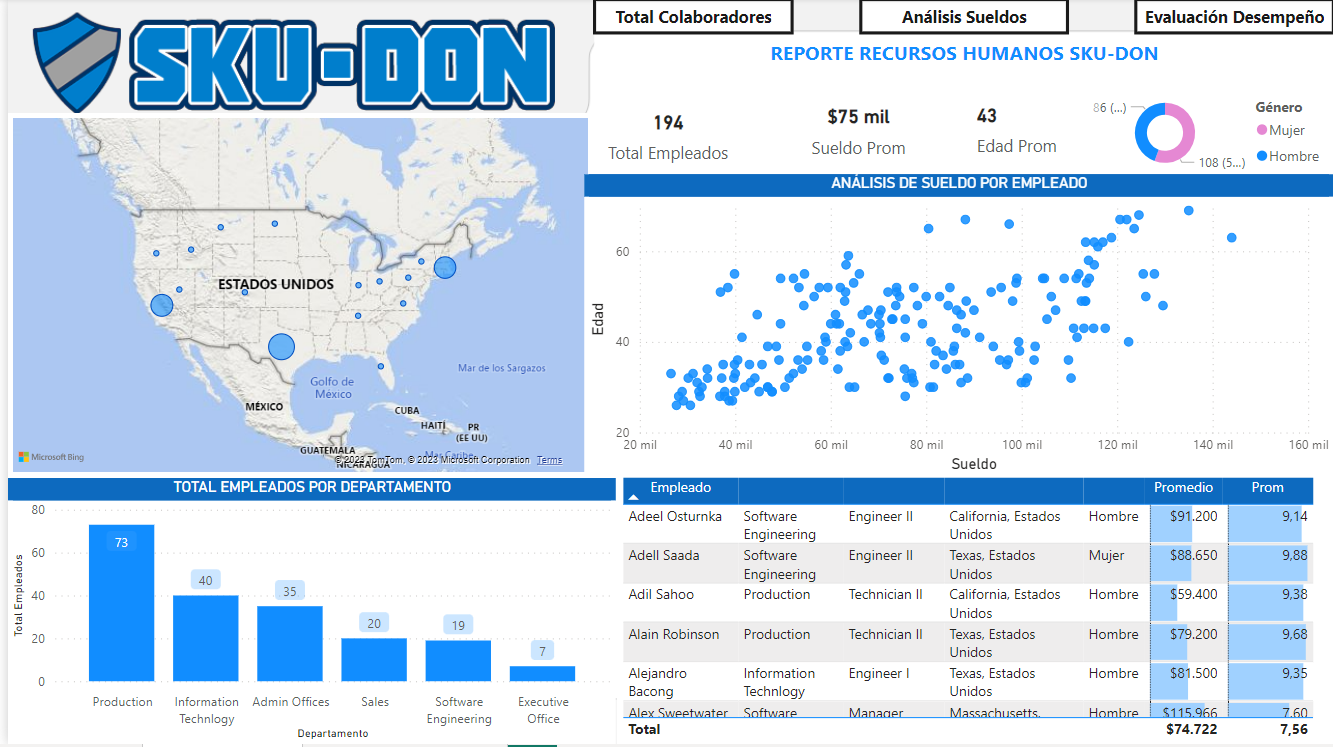 SKU-DON
Total Colaboradores
Análisis Sueldos
Evaluación Desempeño
REPORTE RECURSOS HUMANOS SKU-DON
194
Total Empleados
$75 mil
Sueldo Prom
43
Edad Prom
86 (...)
108 (5...)
Género
Mujer
Hombre
ESTADOS UNIDOS
Golfo de
México
MÉXICO
CUBA
HAITÍ
PR
(EE UU)
Mar de los Sargazos
GUATEMALA
Mar Caribe
NICARAGUA
Microsoft Bing
© 2023 TomTom, © 2023 Microsoft Corporation Terms
ANÁLISIS DE SUELDO POR EMPLEADO
Edad
60
40
20
20 mil
40 mil
60 mil
80 mil
100 mil
120 mil
140 mil
160 mil
Sueldo
TOTAL EMPLEADOS POR DEPARTAMENTO
Total Empleados
80
60
40
20
0
73
40
35
20
19
7
Production
Information
Technlogy
Admin Offices
Sales
Software
Engineering
Executive
Office
Departamento
Empleado Promedio Prom
Adeel Osturnka Software Engineer II California, Estados Hombre $91.200 9,14
Engineering Unidos
Adell Saada Software Engineer II Texas, Estados Mujer $88.650 9,88
Engineering Unidos
Adil Sahoo Production Technician II California, Estados Hombre $59.400 9,38
Unidos
Alain Robinson Production Technician II Texas, Estados Hombre $79.200 9,68
Unidos
Alejandro Information Engineer I Texas, Estados Hombre $81.500 9,35
Bacong Technlogy Unidos
Alex Sweetwater Software Manager Massachusetts, Hombre $115.966 7,60
Total $74.722 7,56